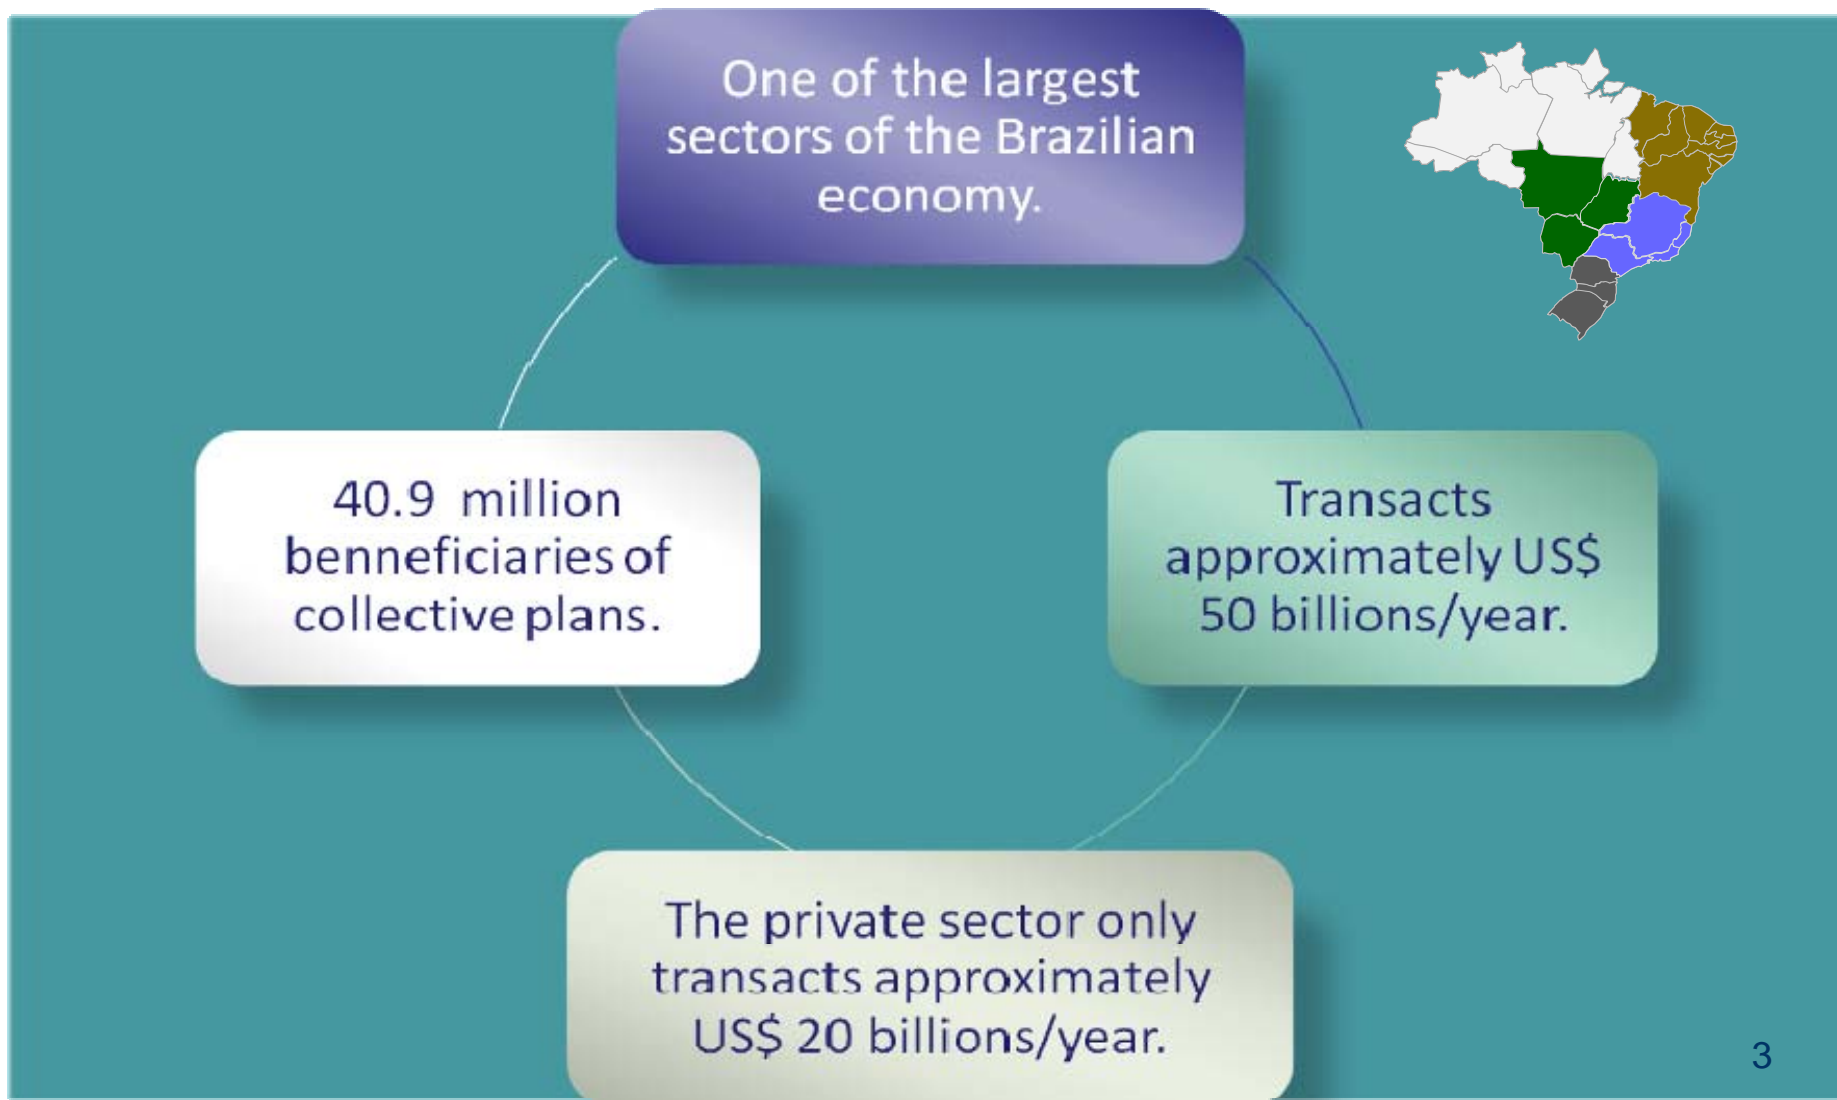 One of the largest
sectors of the Brazilian
economy.
40.9 million
benneficiaries of
collective plans.
Transacts
approximately US$
50 billions/year.
The private sector only
transacts approximately
US$ 20 billions/year.
3